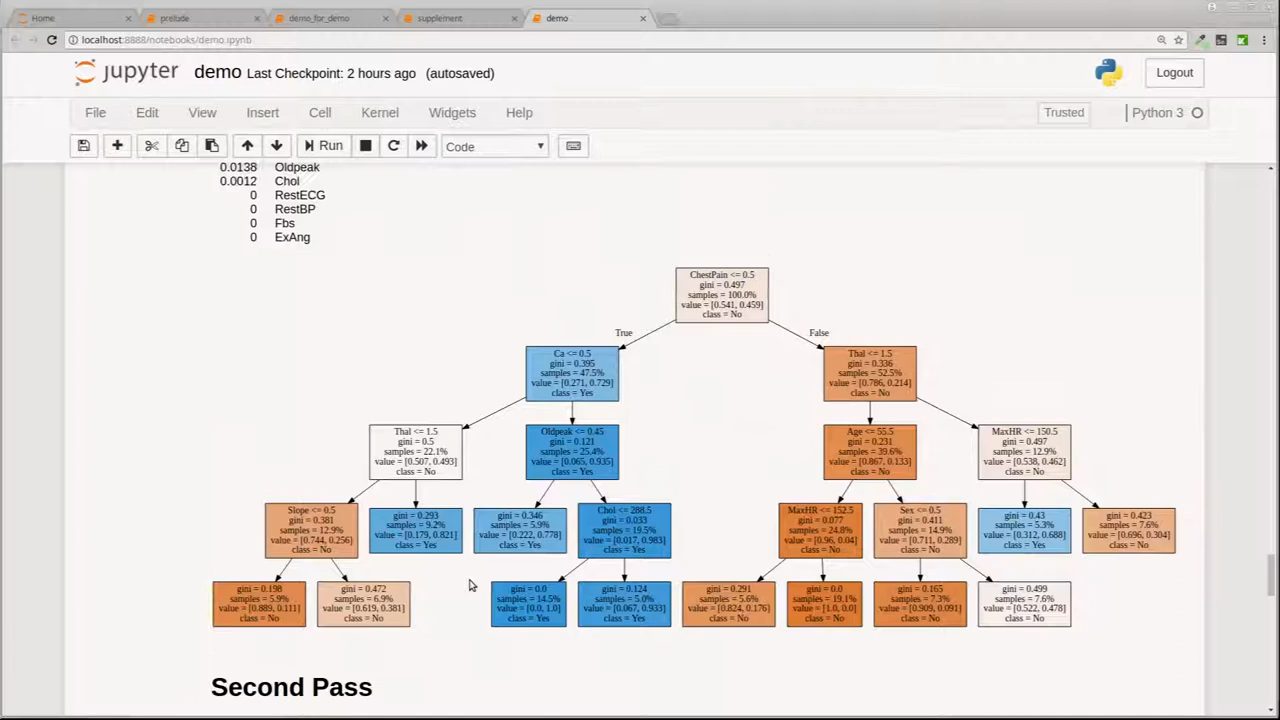 Home
prelude
demo_for_demo
supplement
demo
localhost:8888/notebooks/demo.ipynb
jupyter demo Last Checkpoint: 2 hours ago (autosaved)
Logout
File Edit View Insert Cell Kernel Widgets Help
Trusted
Python 3
Run
Code
0.0138 Oldpeak
0.0012 Chol
0 RestECG
0 RestBP
0 Fbs
0 ExAng
ChestPain <= 0.5
gini = 0.497
samples = 100.0%
value = [0.541, 0.459]
class = No
True
False
Ca <= 0.5
gini = 0.395
samples = 47.5%
value = [0.271, 0.729]
class = Yes
Thal <= 1.5
gini = 0.336
samples = 52.5%
value = [0.786, 0.214]
class = No
Thal <= 1.5
gini = 0.5
samples = 22.1%
value = [0.507, 0.493]
class = No
Oldpeak <= 0.45
gini = 0.121
samples = 25.4%
value = [0.065, 0.935]
class = Yes
Age <= 55.5
gini = 0.231
samples = 39.6%
value = [0.867, 0.133]
class = No
MaxHR <= 150.5
gini = 0.497
samples = 12.9%
value = [0.538, 0.462]
class = No
Slope <= 0.5
gini = 0.381
samples = 12.9%
value = [0.744, 0.256]
class = No
gini = 0.293
samples = 9.2%
value = [0.179, 0.821]
class = Yes
gini = 0.346
samples = 5.9%
value = [0.222, 0.778]
class = Yes
Chol <= 288.5
gini = 0.033
samples = 19.5%
value = [0.017, 0.983]
class = Yes
MaxHR <= 152.5
gini = 0.077
samples = 24.8%
value = [0.96, 0.04]
class = No
Sex <= 0.5
gini = 0.411
samples = 14.9%
value = [0.711, 0.289]
class = No
gini = 0.43
samples = 5.3%
value = [0.312, 0.688]
class = Yes
gini = 0.423
samples = 7.6%
value = [0.696, 0.304]
class = No
gini = 0.198
samples = 5.9%
value = [0.889, 0.111]
class = No
gini = 0.472
samples = 6.9%
value = [0.619, 0.381]
class = No
gini = 0.0
samples = 14.5%
value = [0.0, 1.0]
class = Yes
gini = 0.124
samples = 5.0%
value = [0.067, 0.933]
class = Yes
gini = 0.291
samples = 5.6%
value = [0.824, 0.176]
class = No
gini = 0.0
samples = 19.1%
value = [1.0, 0.0]
class = No
gini = 0.165
samples = 7.3%
value = [0.909, 0.091]
class = No
gini = 0.499
samples = 7.6%
value = [0.522, 0.478]
class = No
Second Pass